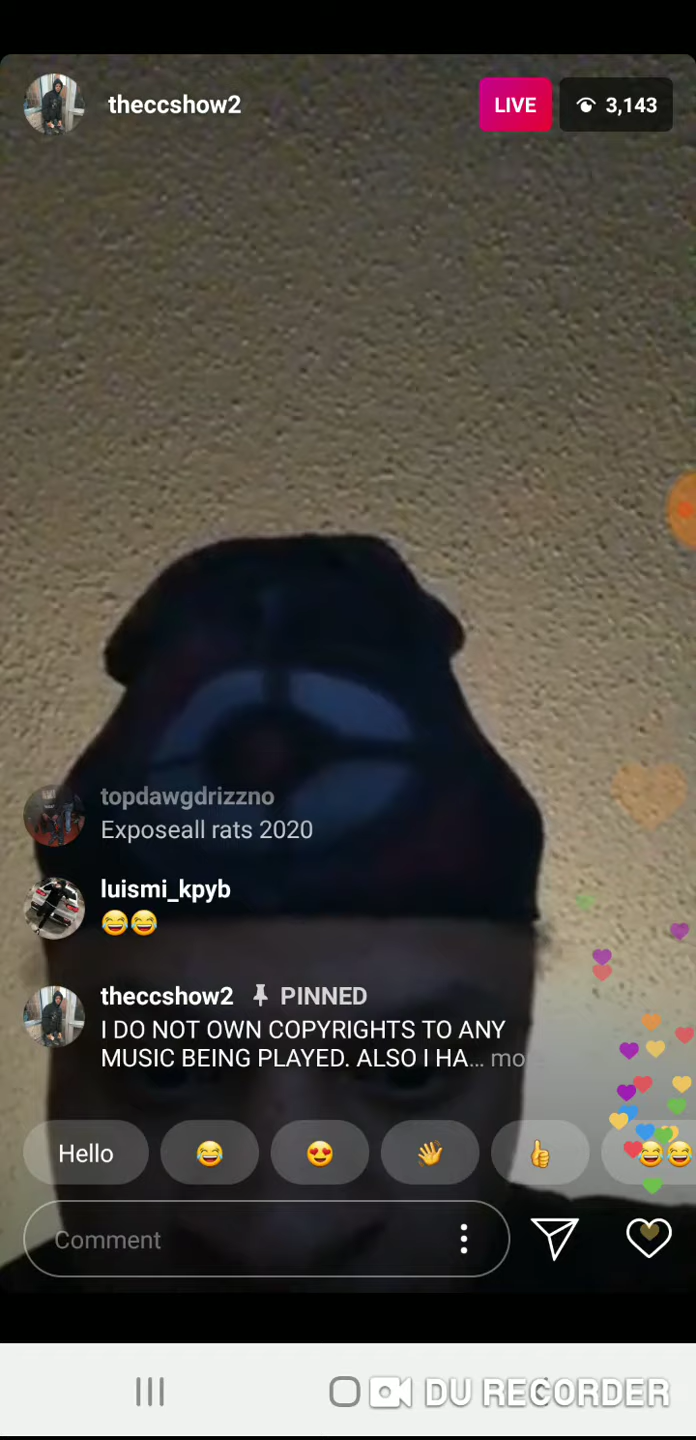 theccshow2
LIVE
3,143
topdawgdrizzno
Exposeall rats 2020
luismi_kpyb
😂😂
theccshow2 PINNED
I DO NOT OWN COPYRIGHTS TO ANY
MUSIC BEING PLAYED. ALSO I HA... mo
Hello
Comment
DU RECORDER